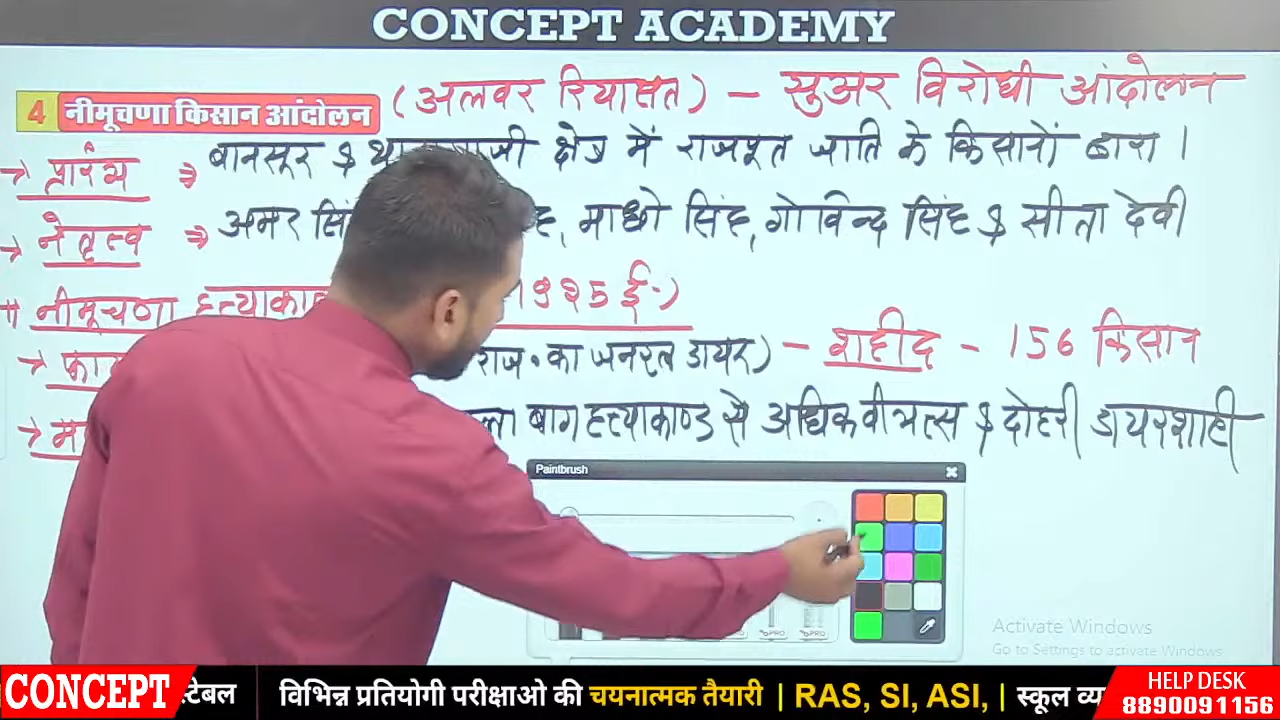 CONCEPT ACADEMY
4 नीमूचणा किसान आंदोलन (अलवर रियासत) - सुअर विरोधी आंदोलन
→ प्रारंभ ⇒ बानसूर & क्षेत्र में राजपूत जाति के किसानों द्वारा ।
→ नेतृत्व ⇒ अमर सिं ह, माधो सिंह, गोविन्द सिंह & सीता देवी
नीमूचणा हत्याका 1925 ई.)
→ राज. का जनरल डायर) - शहीद - 156 किसान
→ बाग हत्याकाण्ड से अधिक वीभत्स & दोहरी डायरशाही
Paintbrush
PRO PRO
Activate Windows
Go to Settings to activate Windows
CONCEPT स्टेबल विभिन्न प्रतियोगी परीक्षाओ की चयनात्मक तैयारी | RAS, SI, ASI, | स्कूल व्या HELP DESK
8890091156